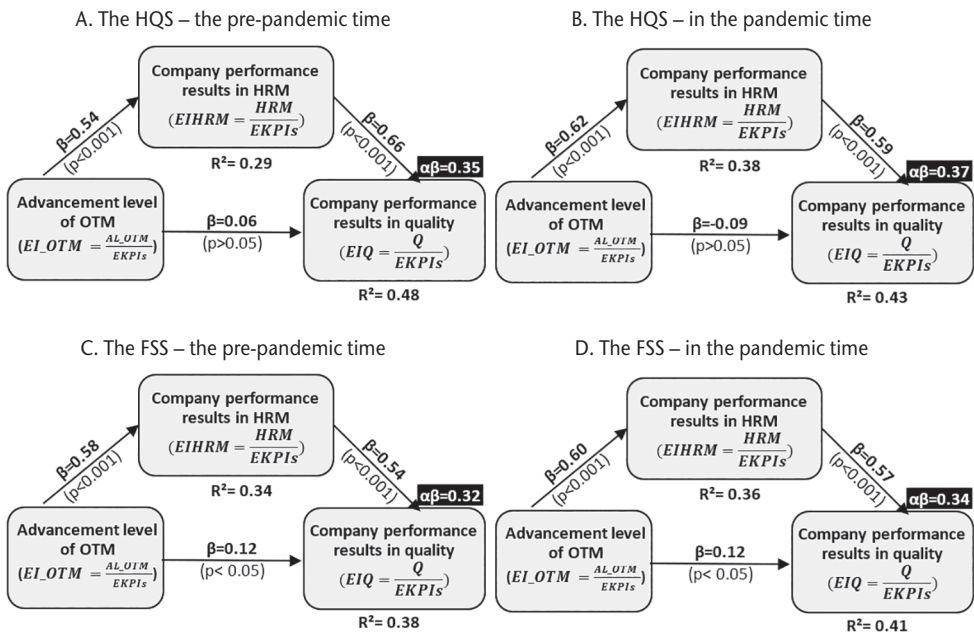 A. The HQS – the pre-pandemic time
Company performance
results in HRM
(EIHRM = HRM / EKPIs)
β=0.54
(p<0.001)
β=0.66
(p<0.001)
R²= 0.29
αβ=0.35
Advancement level
of OTM
(EI_OTM = AL_OTM / EKPIs)
β=0.06
(p>0.05)
Company performance
results in quality
(EIQ = Q / EKPIs)
R²= 0.48
B. The HQS – in the pandemic time
Company performance
results in HRM
(EIHRM = HRM / EKPIs)
β=0.62
(p<0.001)
β=0.59
(p<0.001)
R²= 0.38
αβ=0.37
Advancement level
of OTM
(EI_OTM = AL_OTM / EKPIs)
β=-0.09
(p>0.05)
Company performance
results in quality
(EIQ = Q / EKPIs)
R²= 0.43
C. The FSS – the pre-pandemic time
Company performance
results in HRM
(EIHRM = HRM / EKPIs)
β=0.58
(p<0.001)
β=0.54
(p<0.001)
R²= 0.34
αβ=0.32
Advancement level
of OTM
(EI_OTM = AL_OTM / EKPIs)
β=0.12
(p< 0.05)
Company performance
results in quality
(EIQ = Q / EKPIs)
R²= 0.38
D. The FSS – in the pandemic time
Company performance
results in HRM
(EIHRM = HRM / EKPIs)
β=0.60
(p<0.001)
β=0.57
(p<0.001)
R²= 0.36
αβ=0.34
Advancement level
of OTM
(EI_OTM = AL_OTM / EKPIs)
β=0.12
(p< 0.05)
Company performance
results in quality
(EIQ = Q / EKPIs)
R²= 0.41